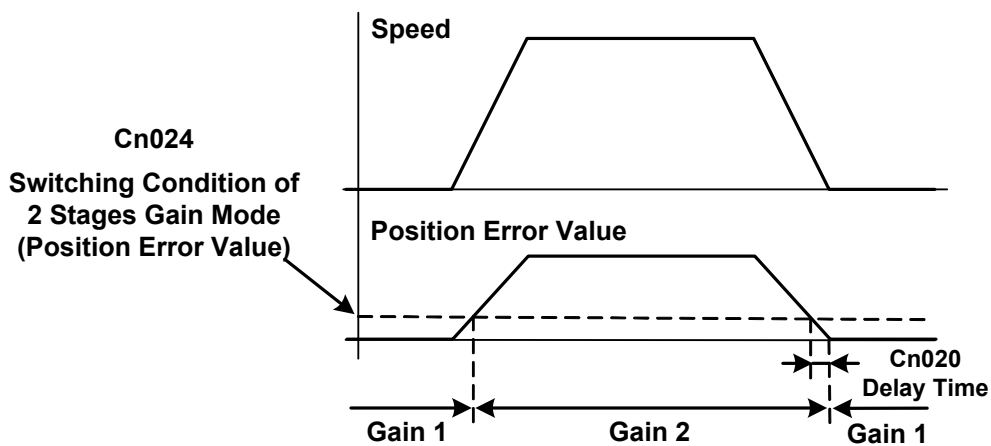 Speed
Cn024
Switching Condition of
2 Stages Gain Mode
(Position Error Value)
Position Error Value
Cn020
Delay Time
Gain 1
Gain 2
Gain 1